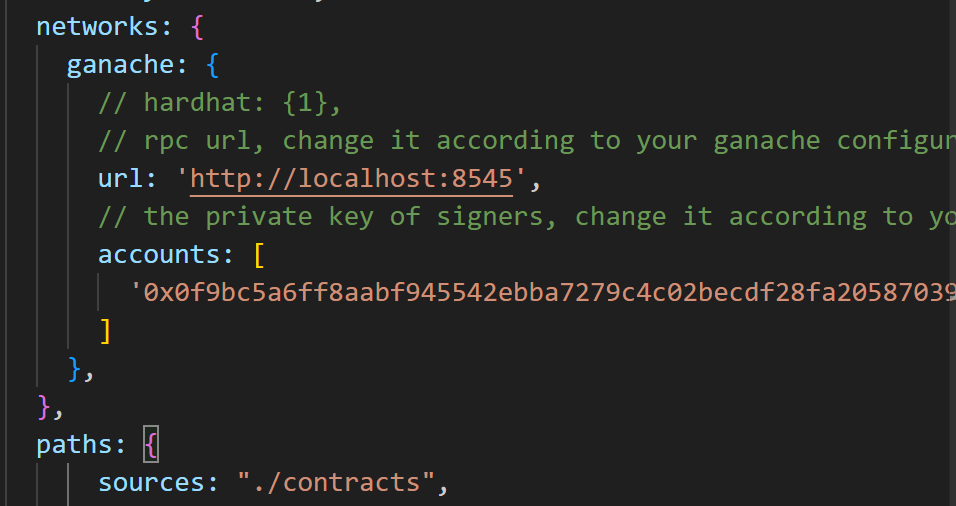 networks: {
ganache: {
// hardhat: {1},
// rpc url, change it according to your ganache configur
url: 'http://localhost:8545',
// the private key of signers, change it according to yo
accounts: [
'0x0f9bc5a6ff8aabf945542ebba7279c4c02becdf28fa20587039
]
},
},
paths: {
sources: "./contracts",